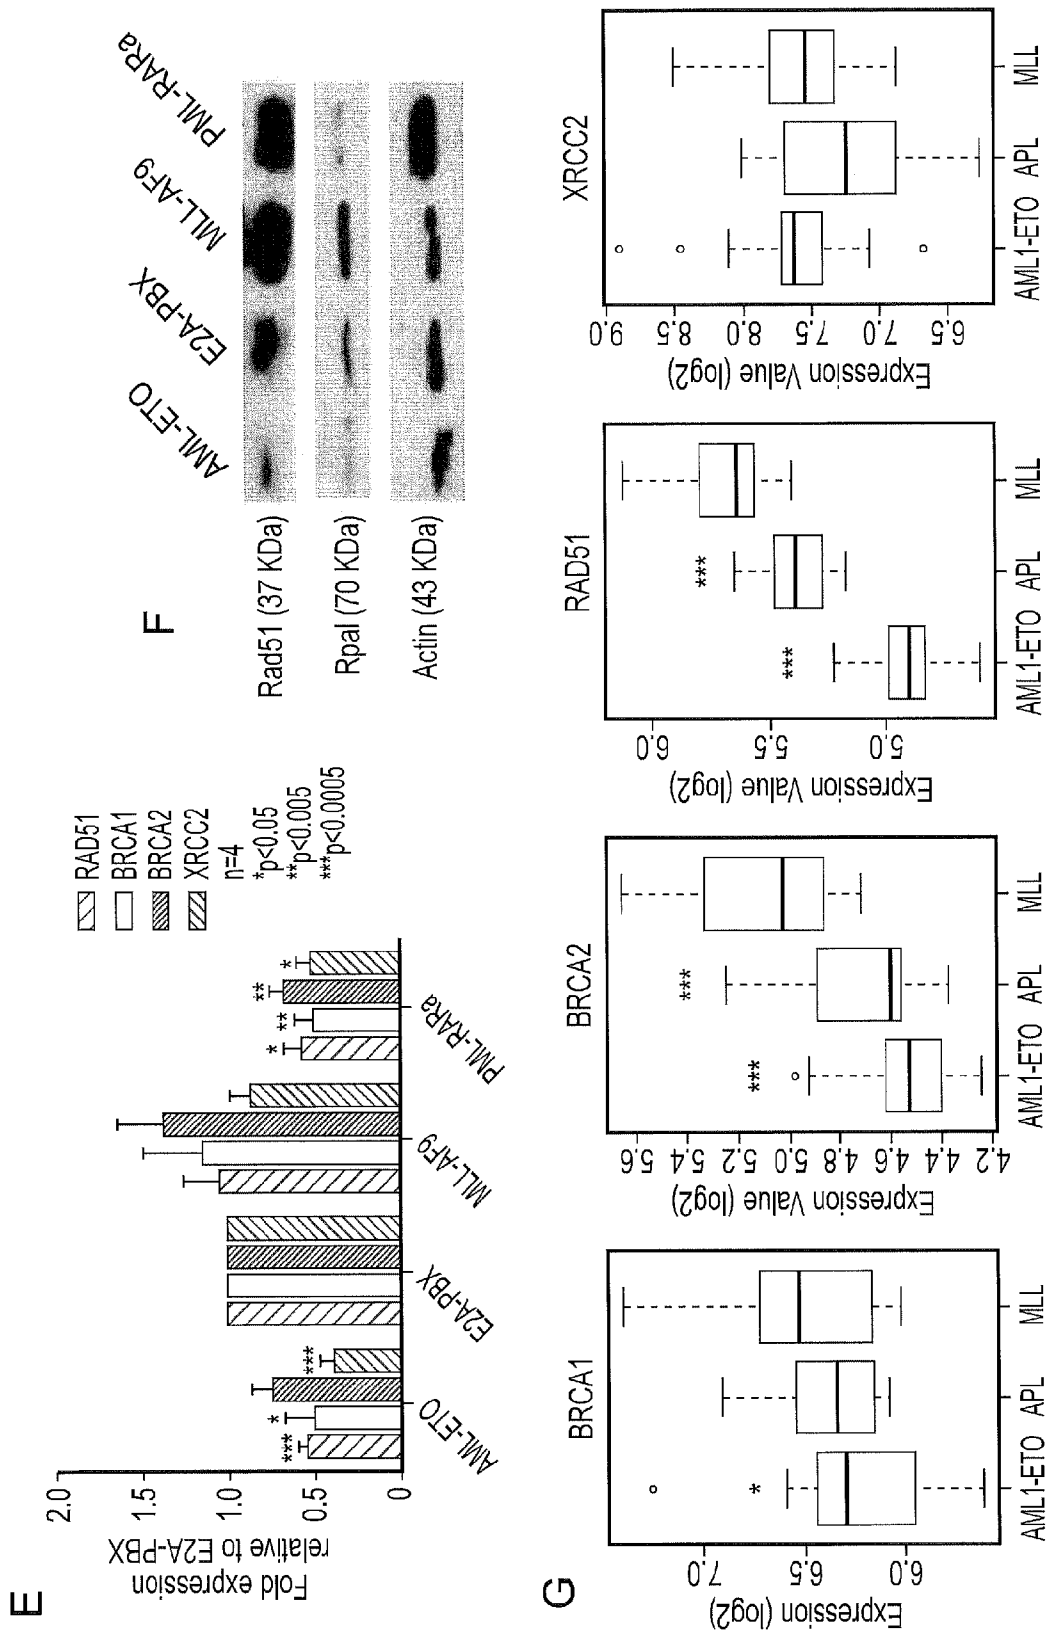 E
Fold expression
relative to E2A-PBX
2.0
1.5
1.0
0.5
0
***
*
***
*
**
**
*
AML-ETO
E2A-PBX
MLL-AF9
PML-RARa
RAD51
BRCA1
BRCA2
XRCC2
n=4
*p<0.05
**p<0.005
***p<0.0005
F
AML-ETO
E2A-PBX
MLL-AF9
PML-RARa
Rad51 (37 KDa)
Rpal (70 KDa)
Actin (43 KDa)
G
BRCA1
Expression (log2)
7.0
6.5
6.0
*
AML1-ETO APL MLL
BRCA2
Expression Value (log2)
5.6
5.4
5.2
5.0
4.8
4.6
4.4
4.2
***
***
AML1-ETO APL MLL
RAD51
Expression Value (log2)
6.0
5.5
5.0
***
***
AML1-ETO APL MLL
XRCC2
Expression Value (log2)
9.0
8.5
8.0
7.5
7.0
6.5
AML1-ETO APL MLL